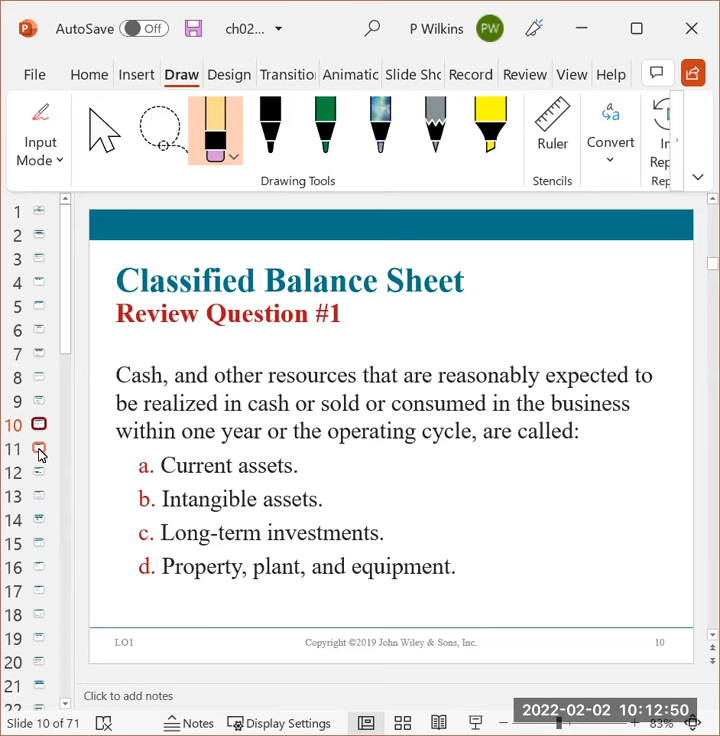 AutoSave Off ch02... P Wilkins PW
File Home Insert Draw Design Transition Animatic Slide Sho Record Review View Help
Input Mode
Ruler
Convert
Drawing Tools
Stencils
1
2
3
4
5
6
7
8
9
10
11
12
13
14
15
16
17
18
19
20
21
22
Classified Balance Sheet
Review Question #1
Cash, and other resources that are reasonably expected to
be realized in cash or sold or consumed in the business
within one year or the operating cycle, are called:
a. Current assets.
b. Intangible assets.
c. Long-term investments.
d. Property, plant, and equipment.
LO1 Copyright ©2019 John Wiley & Sons, Inc. 10
Click to add notes
2022-02-02 10:12:50
Slide 10 of 71 Notes Display Settings 83%